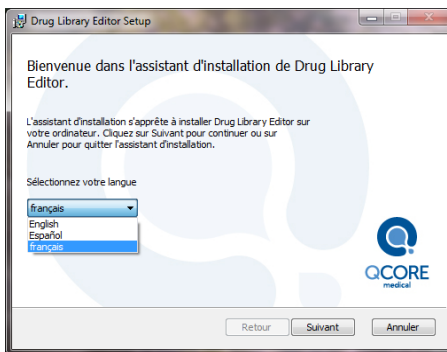 Drug Library Editor Setup
Bienvenue dans l'assistant d'installation de Drug Library
Editor.
L'assistant d'installation s'apprête à installer Drug Library Editor sur
votre ordinateur. Cliquez sur Suivant pour continuer ou sur
Annuler pour quitter l'assistant d'installation.
Sélectionnez votre langue
français
English
Español
français
QCORE
medical
Retour
Suivant
Annuler